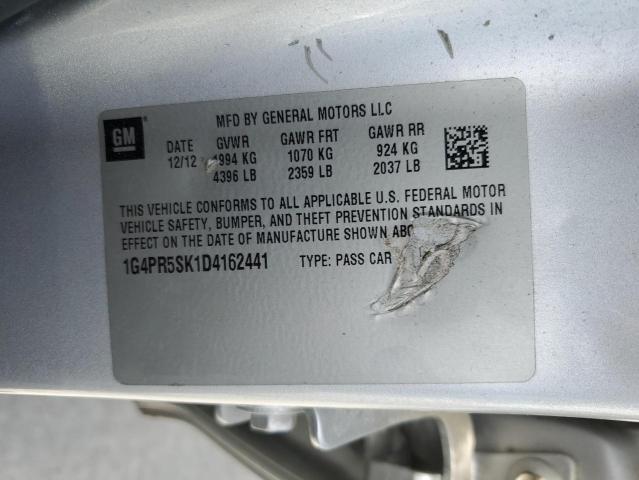 MFD BY GENERAL MOTORS LLC
GM
DATE GVWR GAWR FRT GAWR RR
12/12 1994 KG 1070 KG 924 KG
4396 LB 2359 LB 2037 LB
THIS VEHICLE CONFORMS TO ALL APPLICABLE U.S. FEDERAL MOTOR
VEHICLE SAFETY, BUMPER, AND THEFT PREVENTION STANDARDS IN
EFFECT ON THE DATE OF MANUFACTURE SHOWN
1G4PR5SK1D4162441 TYPE: PASS CAR